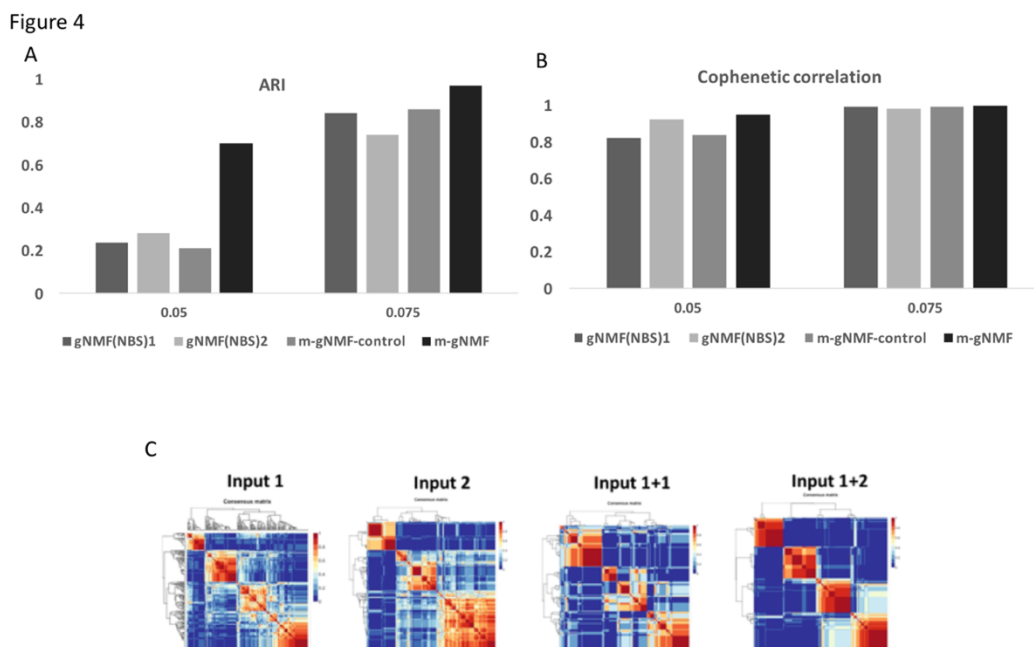 Figure 4
A
ARI
1
0.8
0.6
0.4
0.2
0
0.05 0.075
gNMF(NBS)1 gNMF(NBS)2 m-gNMF-control m-gNMF
B
Cophenetic correlation
1
0.8
0.6
0.4
0.2
0
0.05 0.075
gNMF(NBS)1 gNMF(NBS)2 m-gNMF-control m-gNMF
C
Input 1 Input 2 Input 1+1 Input 1+2
Consensus matrix Consensus matrix Consensus matrix Consensus matrix